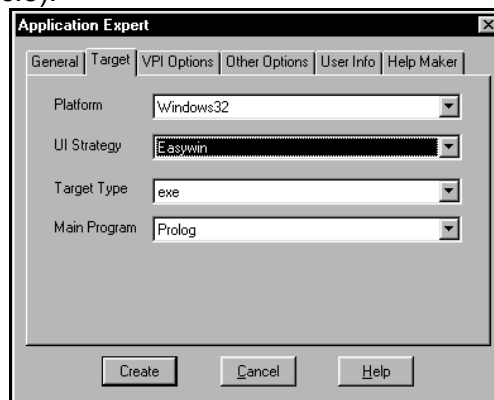 Application Expert
General Target VPI Options Other Options User Info Help Maker
Platform Windows32
UI Strategy Easywin
Target Type exe
Main Program Prolog
Create Cancel Help